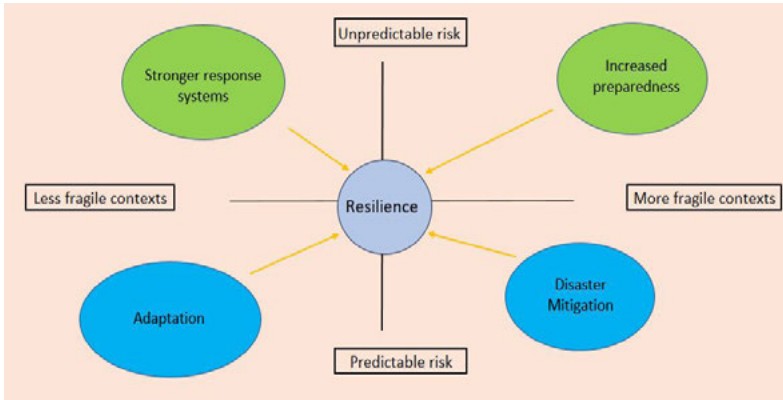 Unpredictable risk
Stronger response
systems
Increased
preparedness
Less fragile contexts
Resilience
More fragile contexts
Adaptation
Disaster
Mitigation
Predictable risk